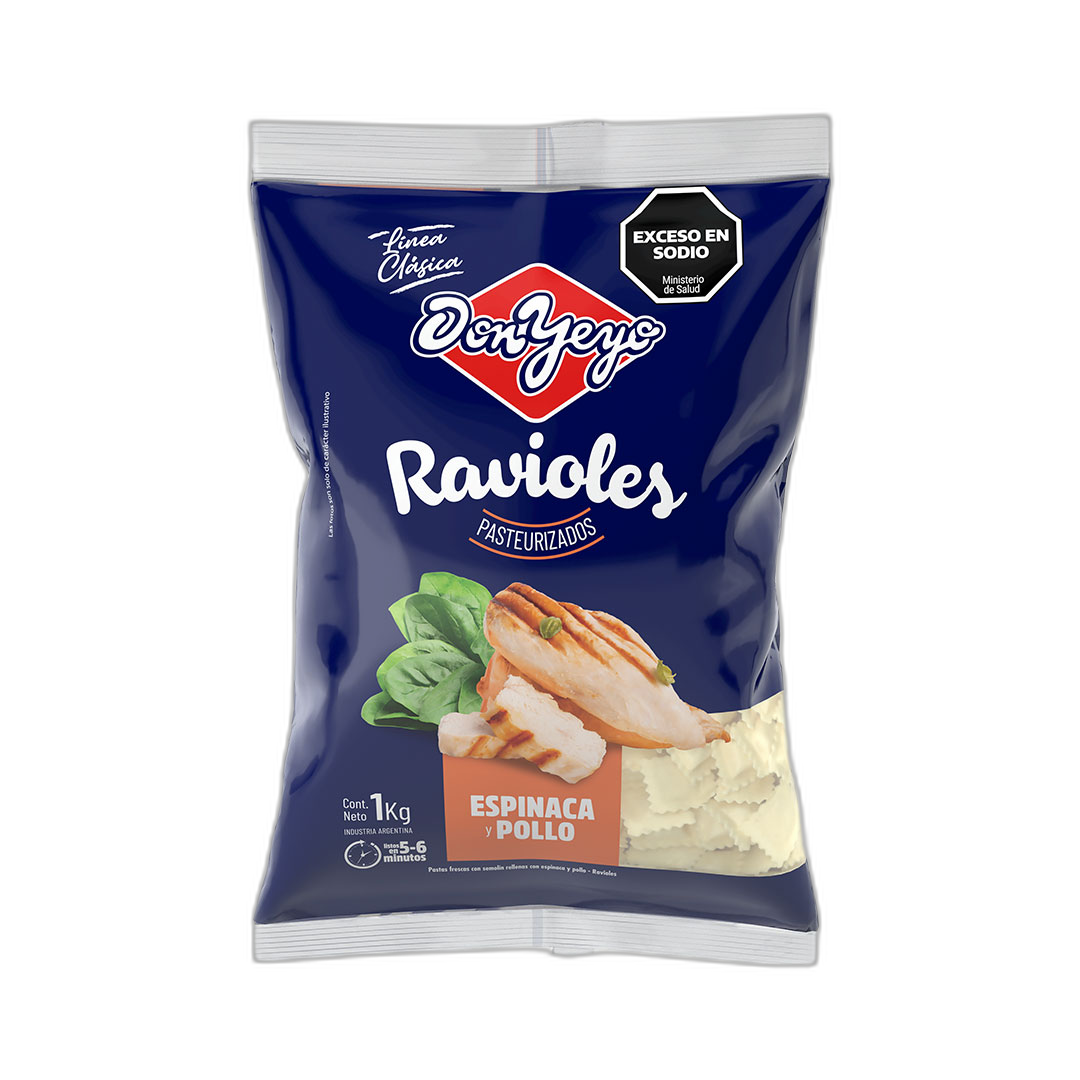 Línea
Clásica
EXCESO EN
SODIO
Ministerio
de Salud
Don Yeyo
Ravioles
PASTEURIZADOS
Las fotos son solo de carácter ilustrativo
ESPINACA
y POLLO
Cont.
Neto 1Kg
INDUSTRIA ARGENTINA
listos
en 5-6
minutos
Pastas frescas con semolín rellenas con espinaca y pollo - Ravioles